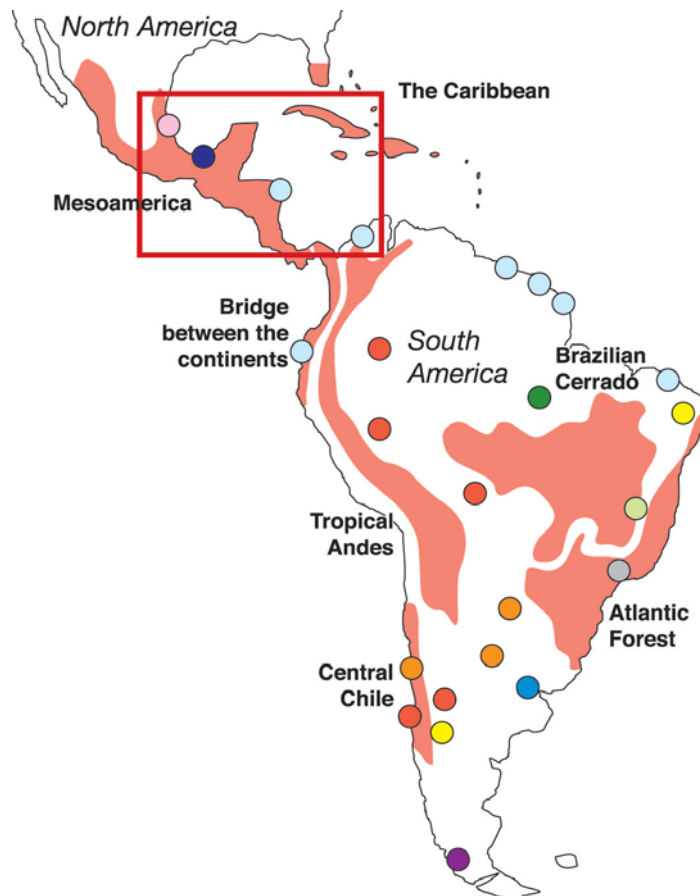 North America
The Caribbean
Mesoamerica
Bridge
between the
continents
South
America
Brazilian
Cerrado
Tropical
Andes
Atlantic
Forest
Central
Chile